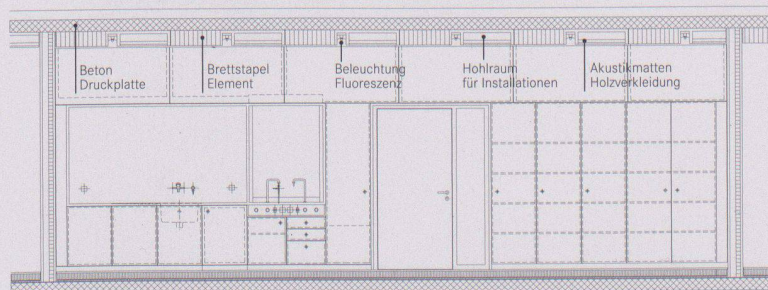 Beton
Druckplatte
Brettstapel
Element
Beleuchtung
Fluoreszenz
Hohlraum
für Installationen
Akustikmatten
Holzverkleidung